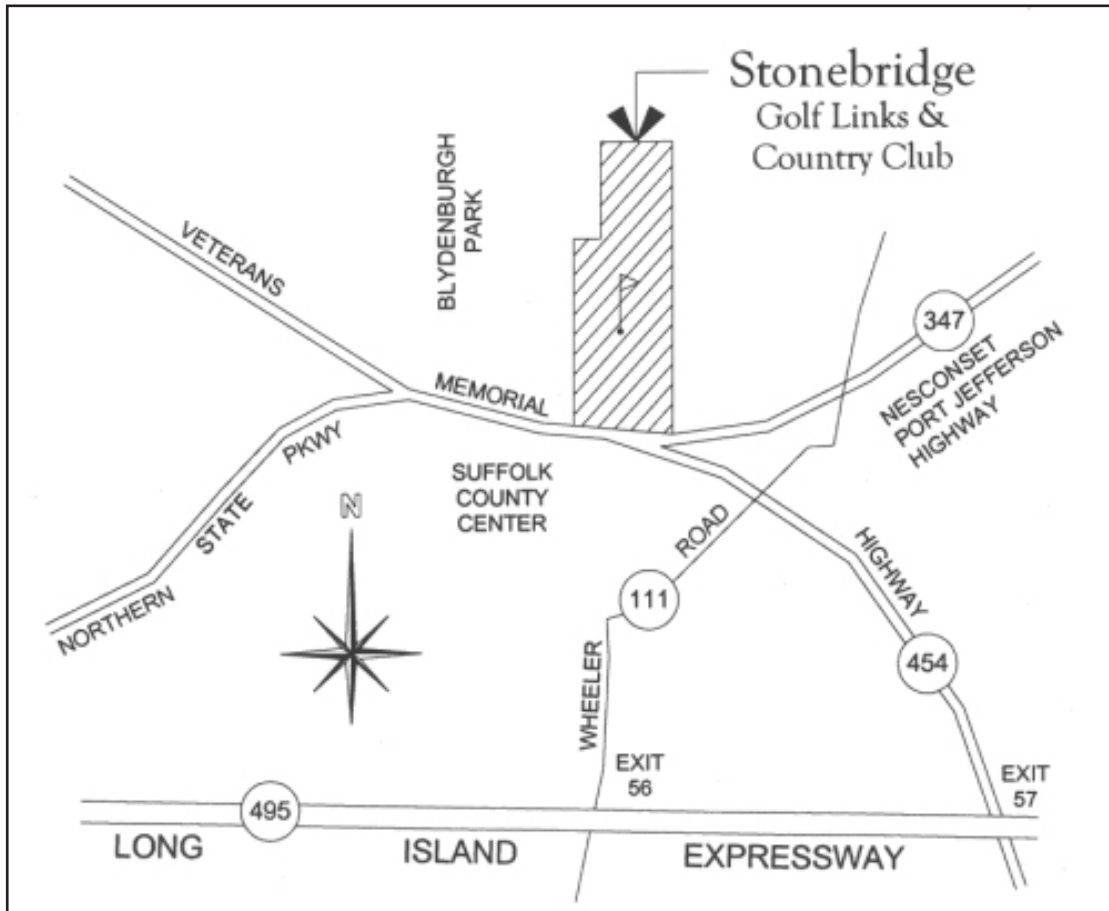 Stonebridge
Golf Links &
Country Club
BLYDENBURGH
PARK
VETERANS
MEMORIAL
HIGHWAY
347
NESCONSET
PORT JEFFERSON
HIGHWAY
SUFFOLK
COUNTY
CENTER
NORTHERN
STATE
PKWY
N
WHEELER
111
ROAD
454
EXIT
56
EXIT
57
495
LONG
ISLAND
EXPRESSWAY